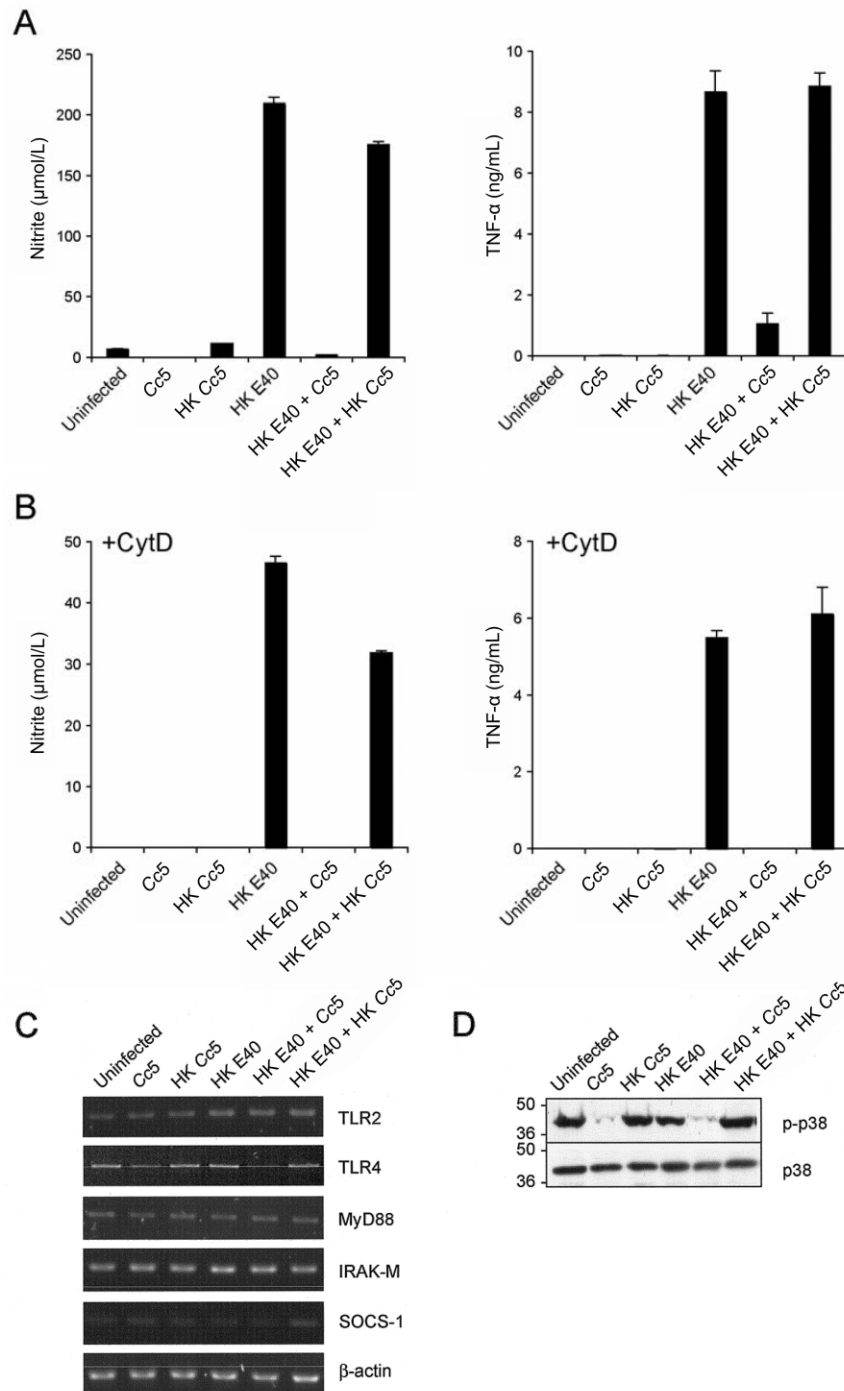 A
250
200
150
100
50
0
Nitrite (μmol/L)
Uninfected
Cc5
HK Cc5
HK E40
HK E40 + Cc5
HK E40 + HK Cc5
10
8
6
4
2
0
TNF-α (ng/mL)
Uninfected
Cc5
HK Cc5
HK E40
HK E40 + Cc5
HK E40 + HK Cc5
B
+CytD
50
40
30
20
10
0
Nitrite (μmol/L)
Uninfected
Cc5
HK Cc5
HK E40
HK E40 + Cc5
HK E40 + HK Cc5
+CytD
8
6
4
2
0
TNF-α (ng/mL)
Uninfected
Cc5
HK Cc5
HK E40
HK E40 + Cc5
HK E40 + HK Cc5
C
Uninfected
Cc5
HK Cc5
HK E40
HK E40 + Cc5
HK E40 + HK Cc5
TLR2
TLR4
MyD88
IRAK-M
SOCS-1
β-actin
D
Uninfected
Cc5
HK Cc5
HK E40
HK E40 + Cc5
HK E40 + HK Cc5
50
36
p-p38
50
36
p38